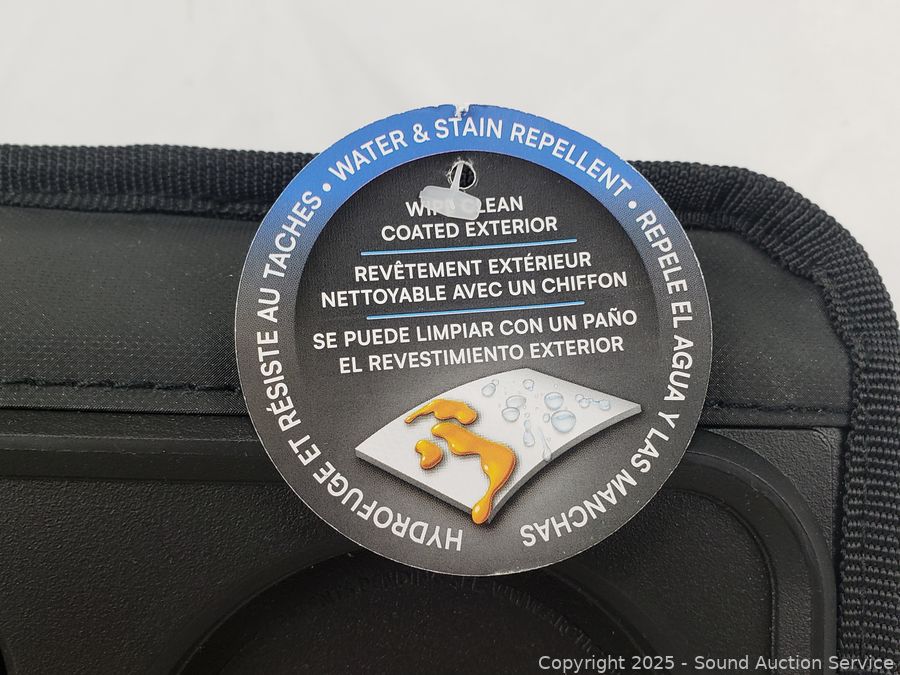 WATER & STAIN REPELLENT •
REPELE EL AGUA Y LAS MANCHAS
HYDROFUGE ET RÉSISTE AU TACHES •
WIPE CLEAN
COATED EXTERIOR
REVÊTEMENT EXTÉRIEUR
NETTOYABLE AVEC UN CHIFFON
SE PUEDE LIMPIAR CON UN PAÑO
EL REVESTIMIENTO EXTERIOR
Copyright 2025 - Sound Auction Service